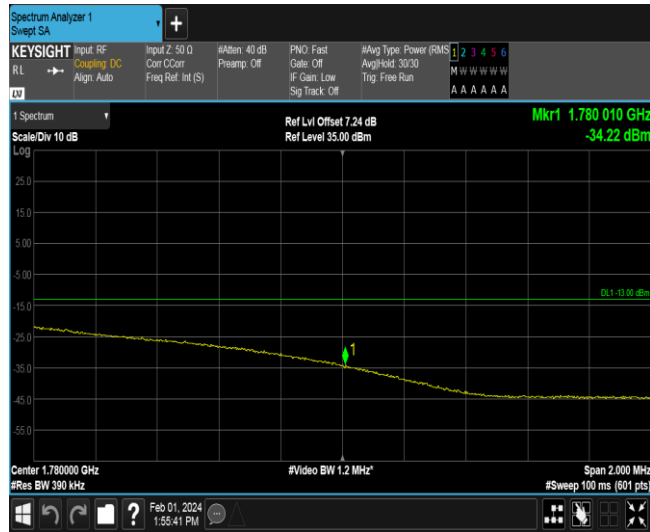 Spectrum Analyzer 1
Swept SA
+
KEYSIGHT
RL
LXI
Input: RF
Coupling: DC
Align: Auto
Input Z: 50 Ω
Corr CCorr
Freq Ref: Int (S)
#Atten: 40 dB
Preamp: Off
PNO: Fast
Gate: Off
IF Gain: Low
Sig Track: Off
#Avg Type: Power (RMS
Avg|Hold: 30/30
Trig: Free Run
1 2 3 4 5 6
M W W W W W
A A A A A A
1 Spectrum
Scale/Div 10 dB
Ref Lvl Offset 7.24 dB
Ref Level 35.00 dBm
Mkr1 1.780 010 GHz
-34.22 dBm
Log
25.0
15.0
5.00
-5.00
DL1 -13.00 dBm
-15.0
-25.0
1
-35.0
-45.0
-55.0
Center 1.780000 GHz
#Res BW 390 kHz
#Video BW 1.2 MHz*
Span 2.000 MHz
#Sweep 100 ms (601 pts)
?
Feb 01, 2024
1:55:41 PM